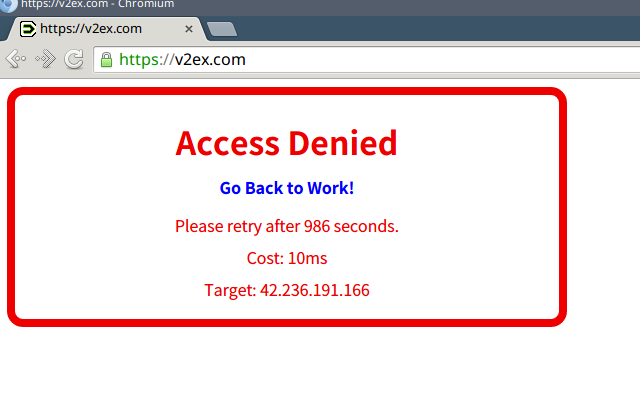 https://v2ex.com - Chromium
https://v2ex.com
https://v2ex.com
Access Denied
Go Back to Work!
Please retry after 986 seconds.
Cost: 10ms
Target: 42.236.191.166